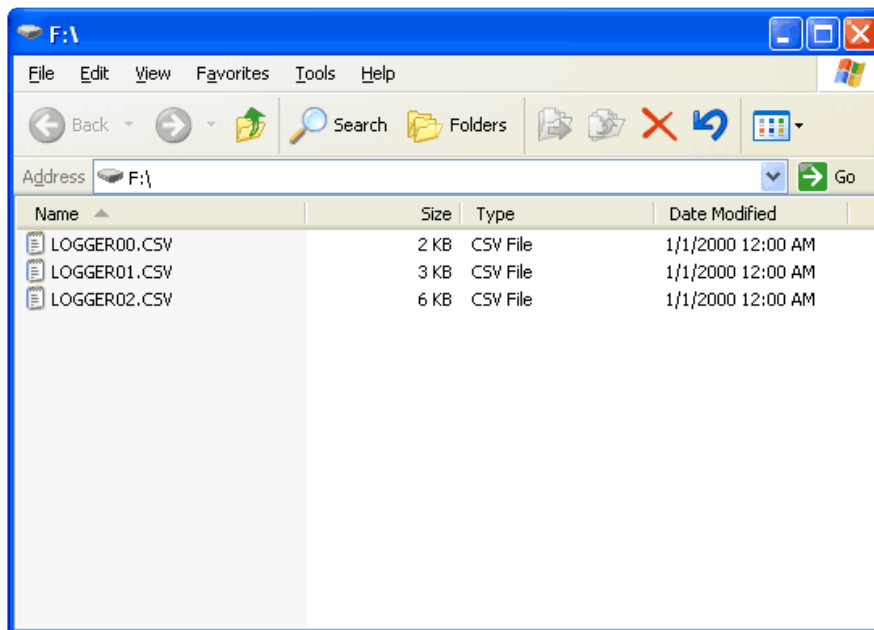 F:\
File Edit View Favorites Tools Help
Back Search Folders
Address F:\ Go
Name Size Type Date Modified
LOGGER00.CSV 2 KB CSV File 1/1/2000 12:00 AM
LOGGER01.CSV 3 KB CSV File 1/1/2000 12:00 AM
LOGGER02.CSV 6 KB CSV File 1/1/2000 12:00 AM